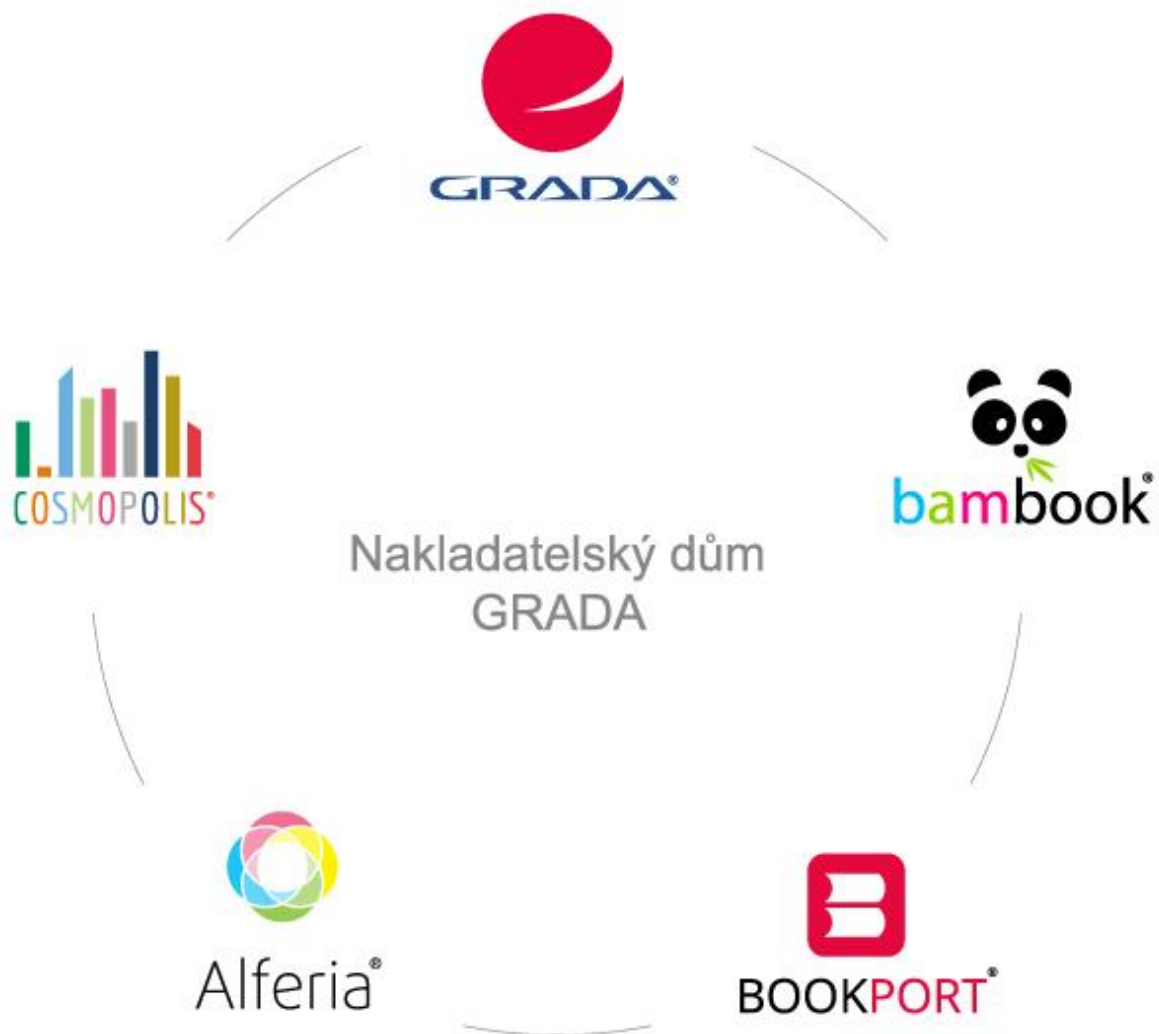 GRADA®
COSMOPOLIS®
bambook®
Nakladatelský dům
GRADA
Alferia®
BOOKPORT®